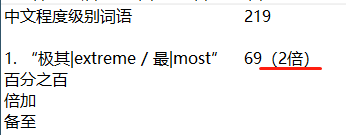 中文程度级别词语 219
1. “极其|extreme / 最|most” 69（2倍）
百分之百
倍加
备至